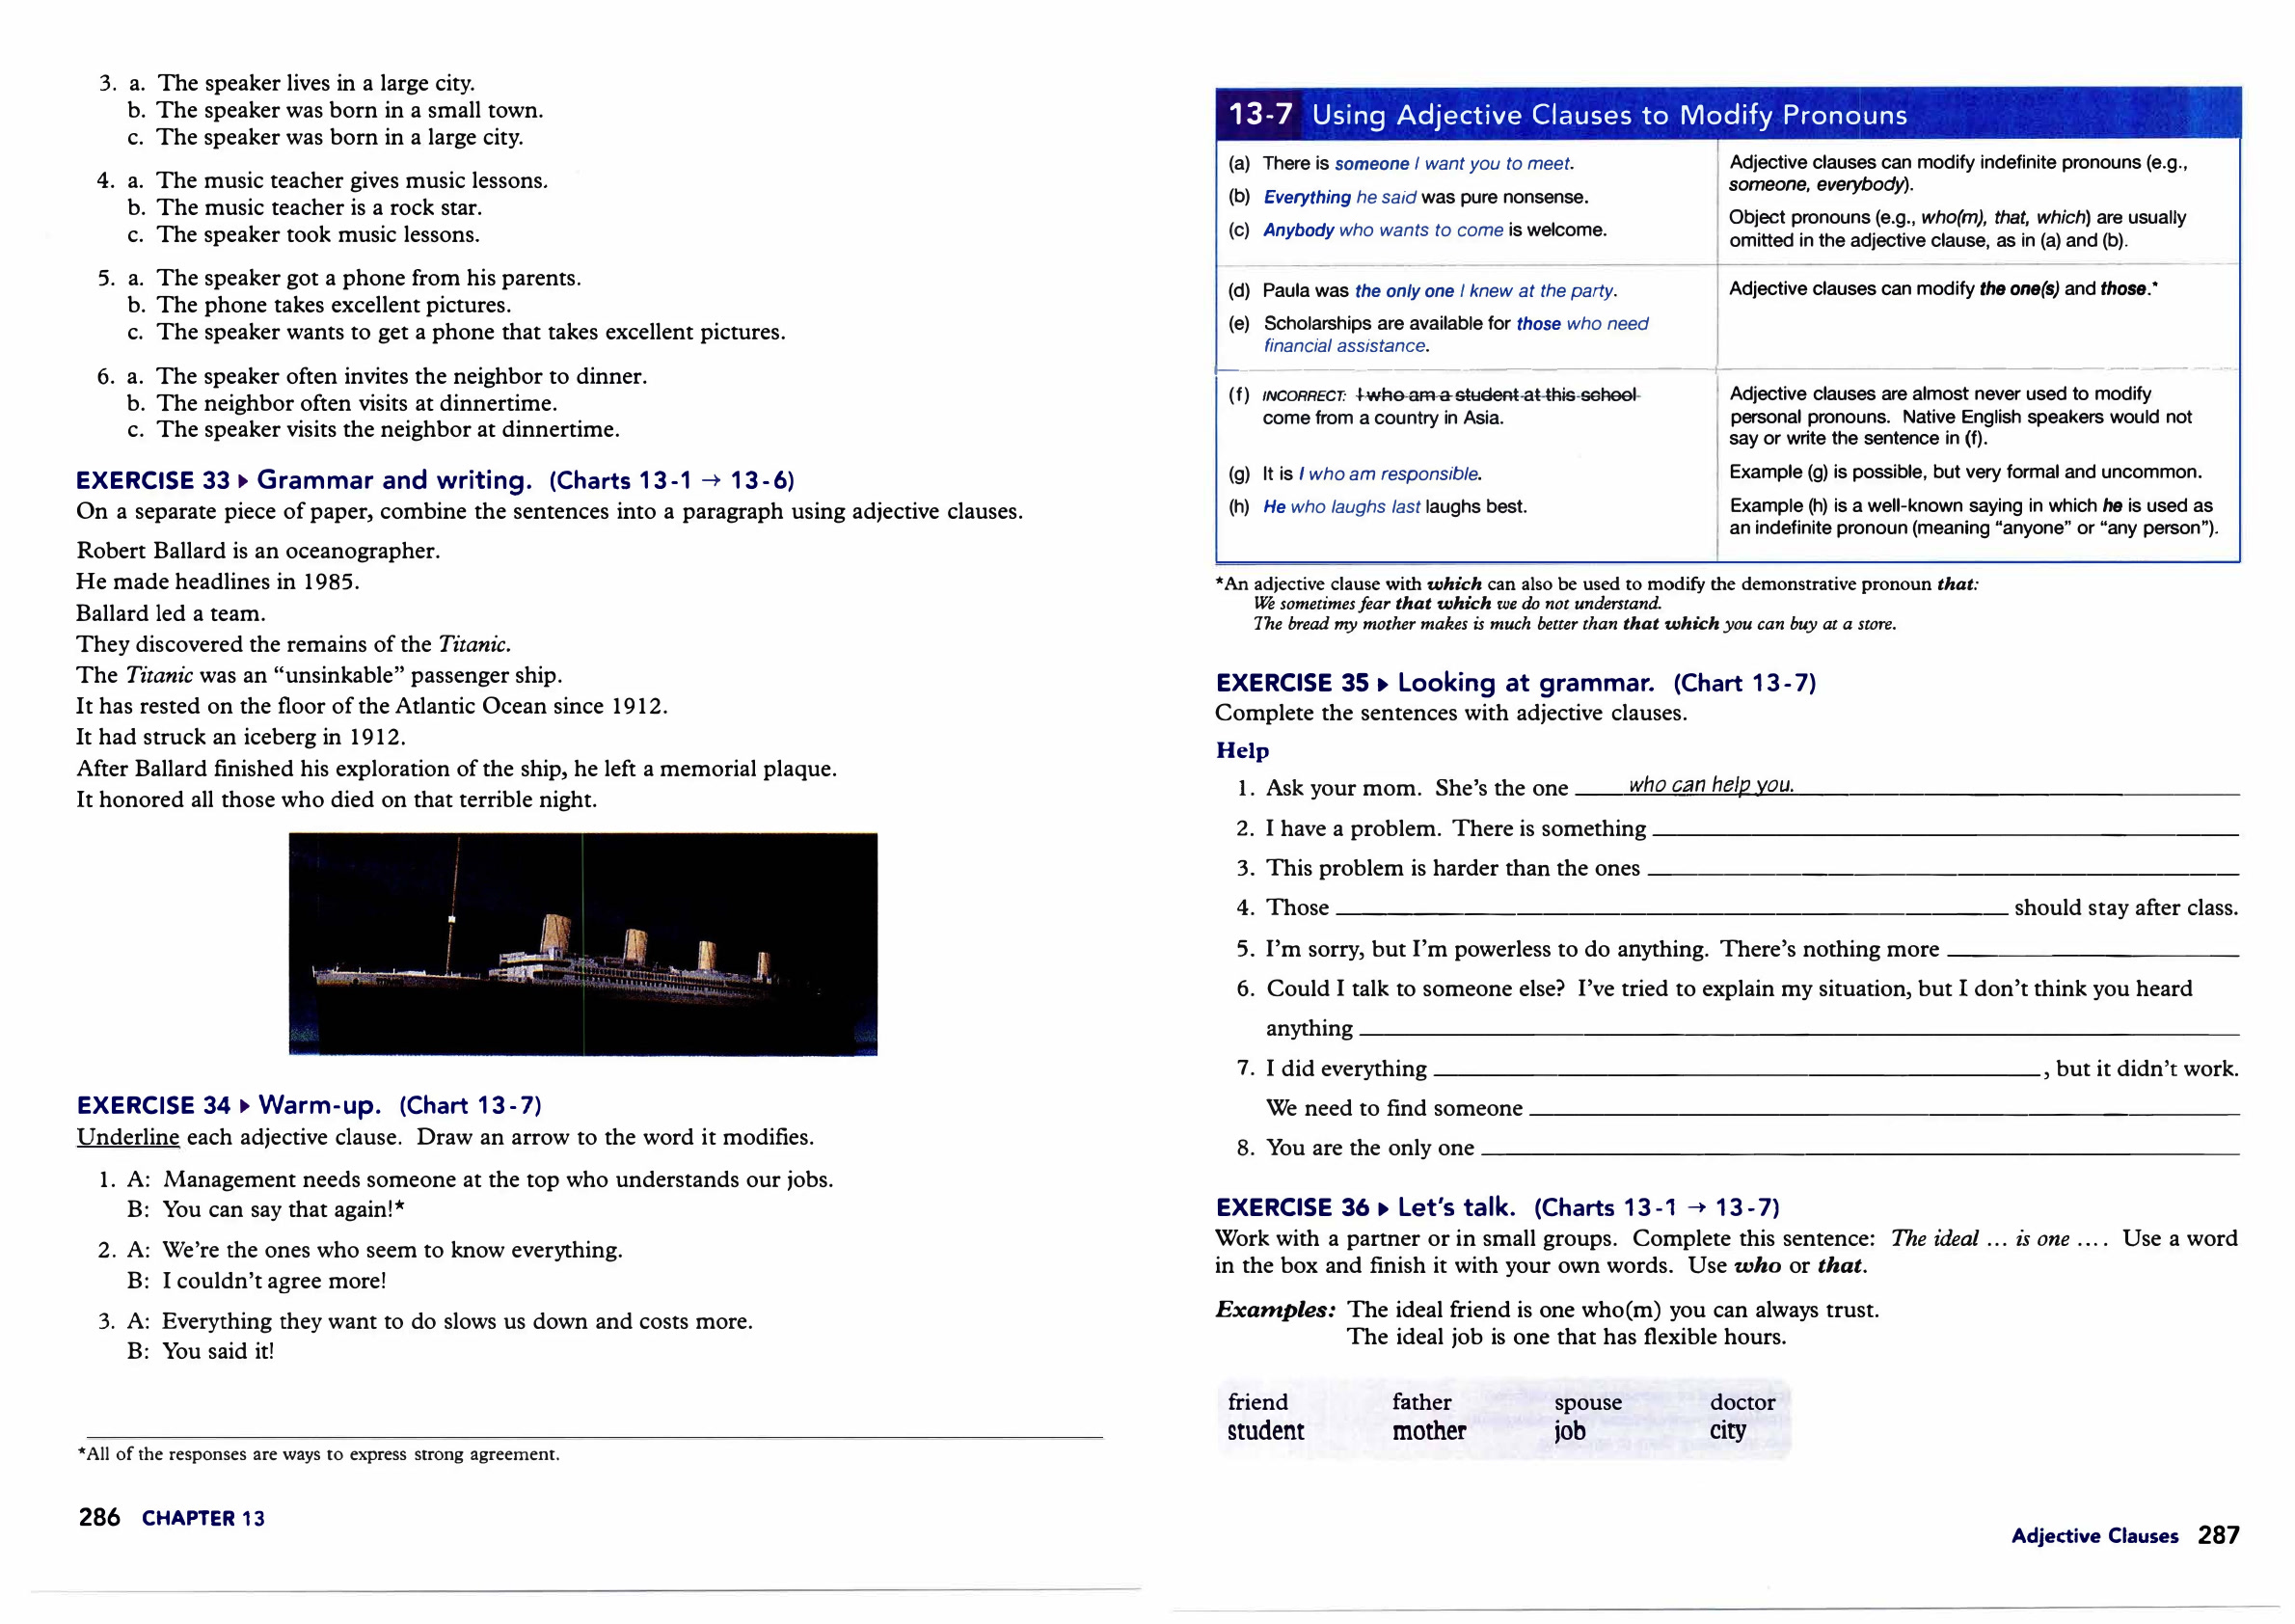 3. a. The speaker lives in a large city.
b. The speaker was born in a small town.
c. The speaker was born in a large city.
4. a. The music teacher gives music lessons.
b. The music teacher is a rock star.
c. The speaker took music lessons.
5. a. The speaker got a phone from his parents.
b. The phone takes excellent pictures.
c. The speaker wants to get a phone that takes excellent pictures.
6. a. The speaker often invites the neighbor to dinner.
b. The neighbor often visits at dinnertime.
c. The speaker visits the neighbor at dinnertime.
EXERCISE 33 ▸ Grammar and writing. (Charts 13-1 → 13-6)
On a separate piece of paper, combine the sentences into a paragraph using adjective clauses.
Robert Ballard is an oceanographer.
He made headlines in 1985.
Ballard led a team.
They discovered the remains of the Titanic.
The Titanic was an “unsinkable” passenger ship.
It has rested on the floor of the Atlantic Ocean since 1912.
It had struck an iceberg in 1912.
After Ballard finished his exploration of the ship, he left a memorial plaque.
It honored all those who died on that terrible night.
EXERCISE 34 ▸ Warm-up. (Chart 13-7)
Underline each adjective clause. Draw an arrow to the word it modifies.
1. A: Management needs someone at the top who understands our jobs.
B: You can say that again!*
2. A: We’re the ones who seem to know everything.
B: I couldn’t agree more!
3. A: Everything they want to do slows us down and costs more.
B: You said it!
*All of the responses are ways to express strong agreement.
286 CHAPTER 13
13-7 Using Adjective Clauses to Modify Pronouns
(a) There is someone I want you to meet.
(b) Everything he said was pure nonsense.
(c) Anybody who wants to come is welcome.
Adjective clauses can modify indefinite pronouns (e.g.,
someone, everybody).
Object pronouns (e.g., who(m), that, which) are usually
omitted in the adjective clause, as in (a) and (b).
(d) Paula was the only one I knew at the party.
(e) Scholarships are available for those who need
financial assistance.
Adjective clauses can modify the one(s) and those.*
(f) INCORRECT: I who am a student at this school
come from a country in Asia.
Adjective clauses are almost never used to modify
personal pronouns. Native English speakers would not
say or write the sentence in (f).
(g) It is I who am responsible.
Example (g) is possible, but very formal and uncommon.
(h) He who laughs last laughs best.
Example (h) is a well-known saying in which he is used as
an indefinite pronoun (meaning “anyone” or “any person”).
*An adjective clause with which can also be used to modify the demonstrative pronoun that:
We sometimes fear that which we do not understand.
The bread my mother makes is much better than that which you can buy at a store.
EXERCISE 35 ▸ Looking at grammar. (Chart 13-7)
Complete the sentences with adjective clauses.
Help
1. Ask your mom. She’s the one who can help you.
2. I have a problem. There is something
3. This problem is harder than the ones
4. Those should stay after class.
5. I’m sorry, but I’m powerless to do anything. There’s nothing more
6. Could I talk to someone else? I’ve tried to explain my situation, but I don’t think you heard
anything
7. I did everything , but it didn’t work.
We need to find someone
8. You are the only one
EXERCISE 36 ▸ Let’s talk. (Charts 13-1 → 13-7)
Work with a partner or in small groups. Complete this sentence: The ideal ... is one .... Use a word
in the box and finish it with your own words. Use who or that.
Examples: The ideal friend is one who(m) you can always trust.
The ideal job is one that has flexible hours.
friend father spouse doctor
student mother job city
Adjective Clauses 287